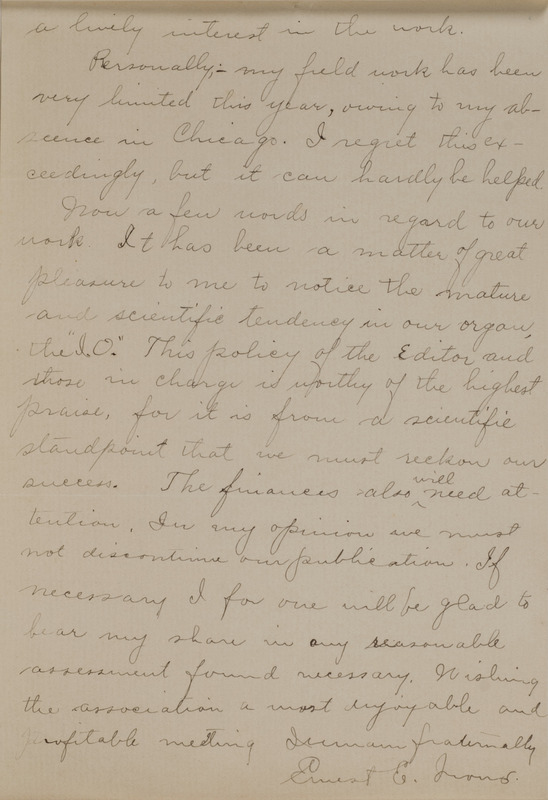 a lively interest in the work.
Personally;- my field work has been
very limited this year, owing to my ab-
scence in Chicago. I regret this ex-
ceedingly, but it can hardly be helped.
Now a few words in regard to our
work. It has been a matter of great
pleasure to me to notice the mature
and scientific tendency in our organ,
the "I.O." This policy of the Editor and
those in charge is worthy of the highest
praise, for it is from a scientific
standpoint that we must reckon our
success. The finances also will need at-
tention. In my opinion we must
not discontinue our publication. If
necessary I for one will be glad to
bear my share in any reasonable
assessment found necessary. Wishing
the association a most enjoyable and
profitable meeting I remain fraternally
Ernest E. Irons.